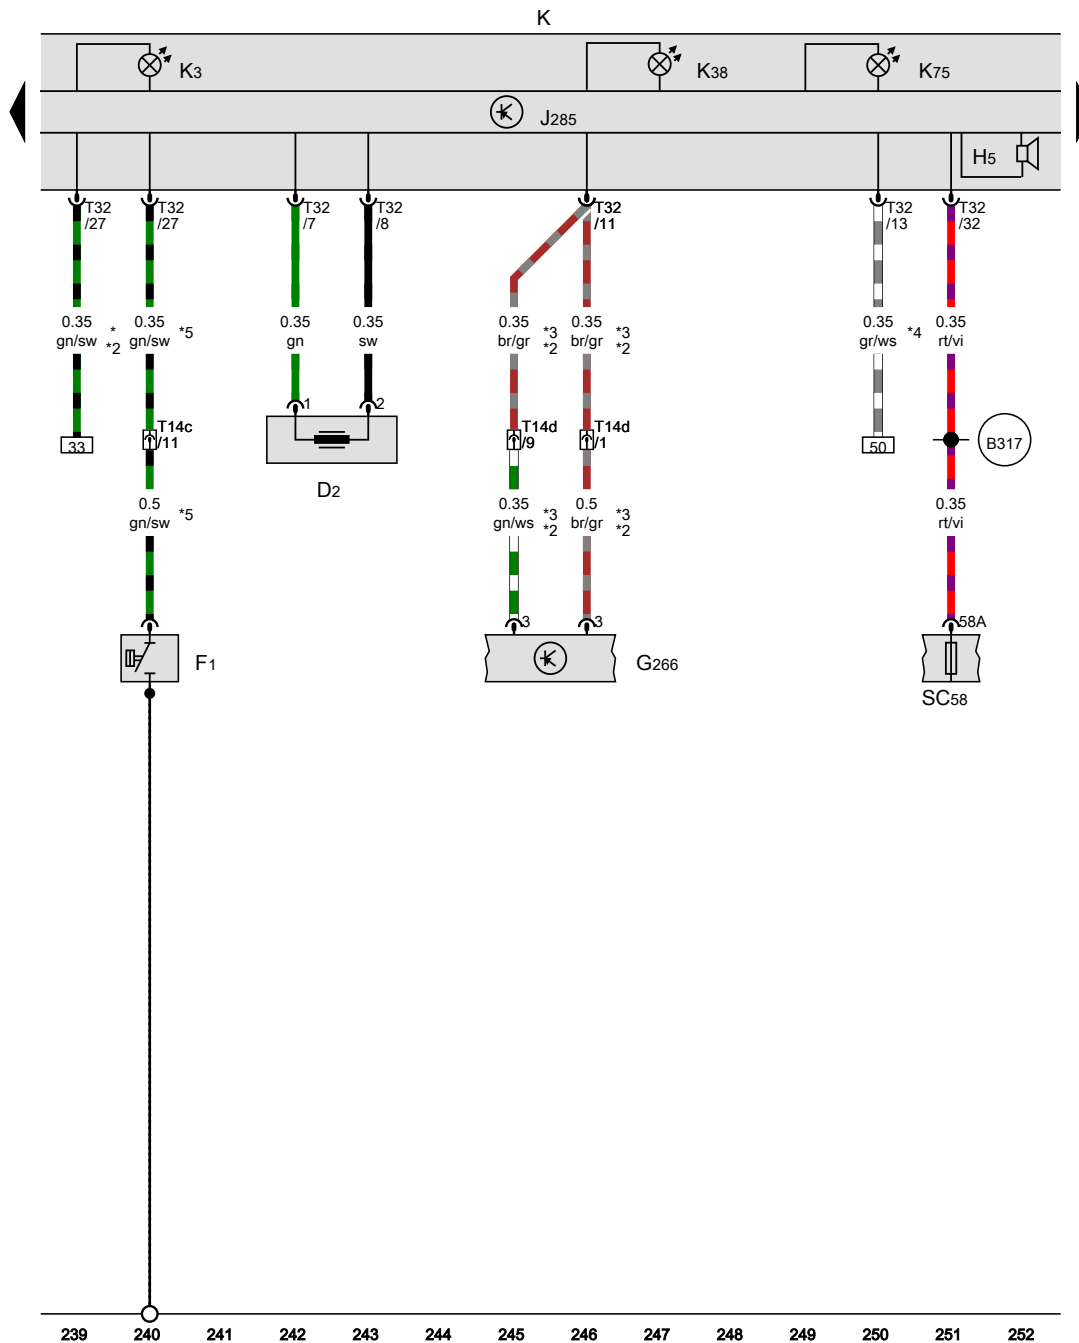 K
K3
K38
K75
J285
H5
T32 /27
T32 /27
T32 /7
T32 /8
T32 /11
T32 /13
T32 /32
0.35 gn/sw * *2
0.35 gn/sw *5
0.35 gn
0.35 sw
0.35 br/gr *3 *2
0.35 br/gr *3 *2
0.35 gr/ws *4
0.35 rt/vi
1
2
33
T14c /11
T14d /9
T14d /1
50
B317
D2
0.5 gn/sw *5
0.35 gn/ws *3 *2
0.5 br/gr *3 *2
0.35 rt/vi
3
3
58A
F1
G266
SC58
239 240 241 242 243 244 245 246 247 248 249 250 251 252